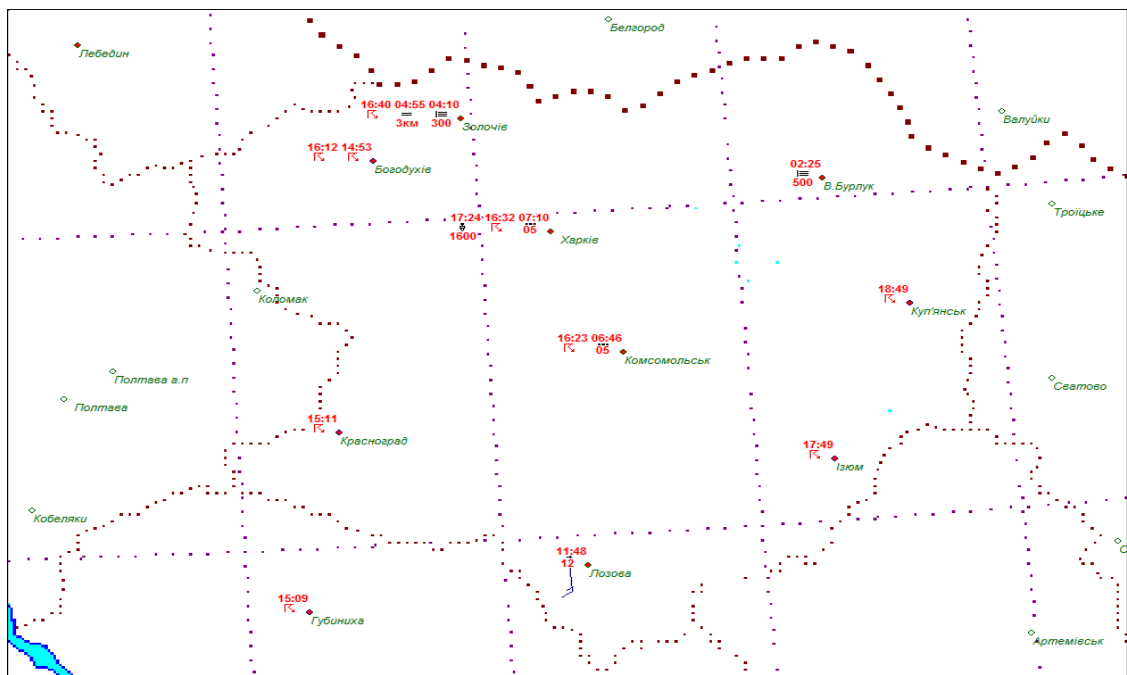 Белгород
Лебедин
16:40 04:55 04:10
3км 300
Золочів
Валуйки
16:12 14:53
Богодухів
02:25
500
В.Бурлук
Троїцьке
17:24 16:32 07:10
1600 05
Харків
Коломак
18:49
Куп'янськ
16:23 06:46
05
Комсомольськ
Полтава а.п
Сватово
Полтава
15:11
Красноград
17:49
Ізюм
Кобеляки
11:48
12
Лозова
С
15:09
Губиниха
Артемівськ